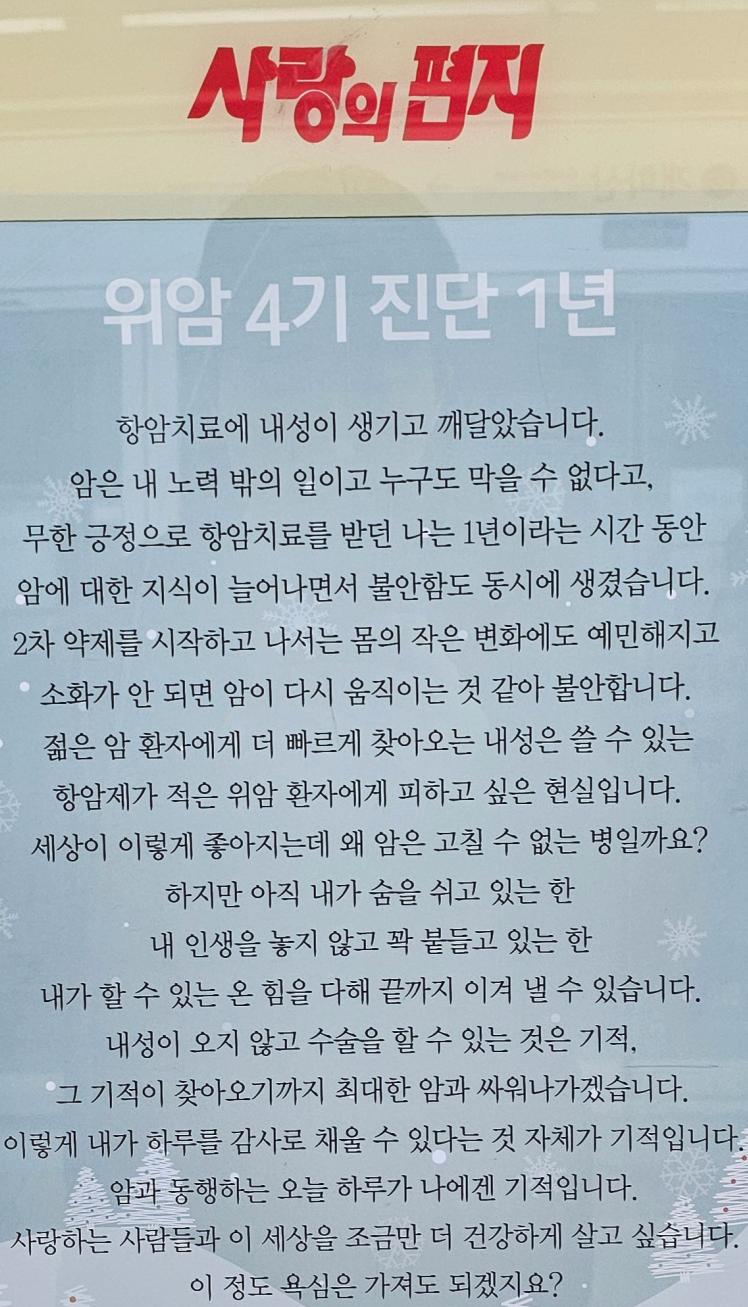 사랑의 편지
위암 4기 진단 1년
항암치료에 내성이 생기고 깨달았습니다.
암은 내 노력 밖의 일이고 누구도 막을 수 없다고,
무한 긍정으로 항암치료를 받던 나는 1년이라는 시간 동안
암에 대한 지식이 늘어나면서 불안함도 동시에 생겼습니다.
2차 약제를 시작하고 나서는 몸의 작은 변화에도 예민해지고
소화가 안 되면 암이 다시 움직이는 것 같아 불안합니다.
젊은 암 환자에게 더 빠르게 찾아오는 내성은 쓸 수 있는
항암제가 적은 위암 환자에게 피하고 싶은 현실입니다.
세상이 이렇게 좋아지는데 왜 암은 고칠 수 없는 병일까요?
하지만 아직 내가 숨을 쉬고 있는 한
내 인생을 놓지 않고 꽉 붙들고 있는 한
내가 할 수 있는 온 힘을 다해 끝까지 이겨 낼 수 있습니다.
내성이 오지 않고 수술을 할 수 있는 것은 기적,
그 기적이 찾아오기까지 최대한 암과 싸워나가겠습니다.
이렇게 내가 하루를 감사로 채울 수 있다는 것 자체가 기적입니다.
암과 동행하는 오늘 하루가 나에겐 기적입니다.
사랑하는 사람들과 이 세상을 조금만 더 건강하게 살고 싶습니다.
이 정도 욕심은 가져도 되겠지요?